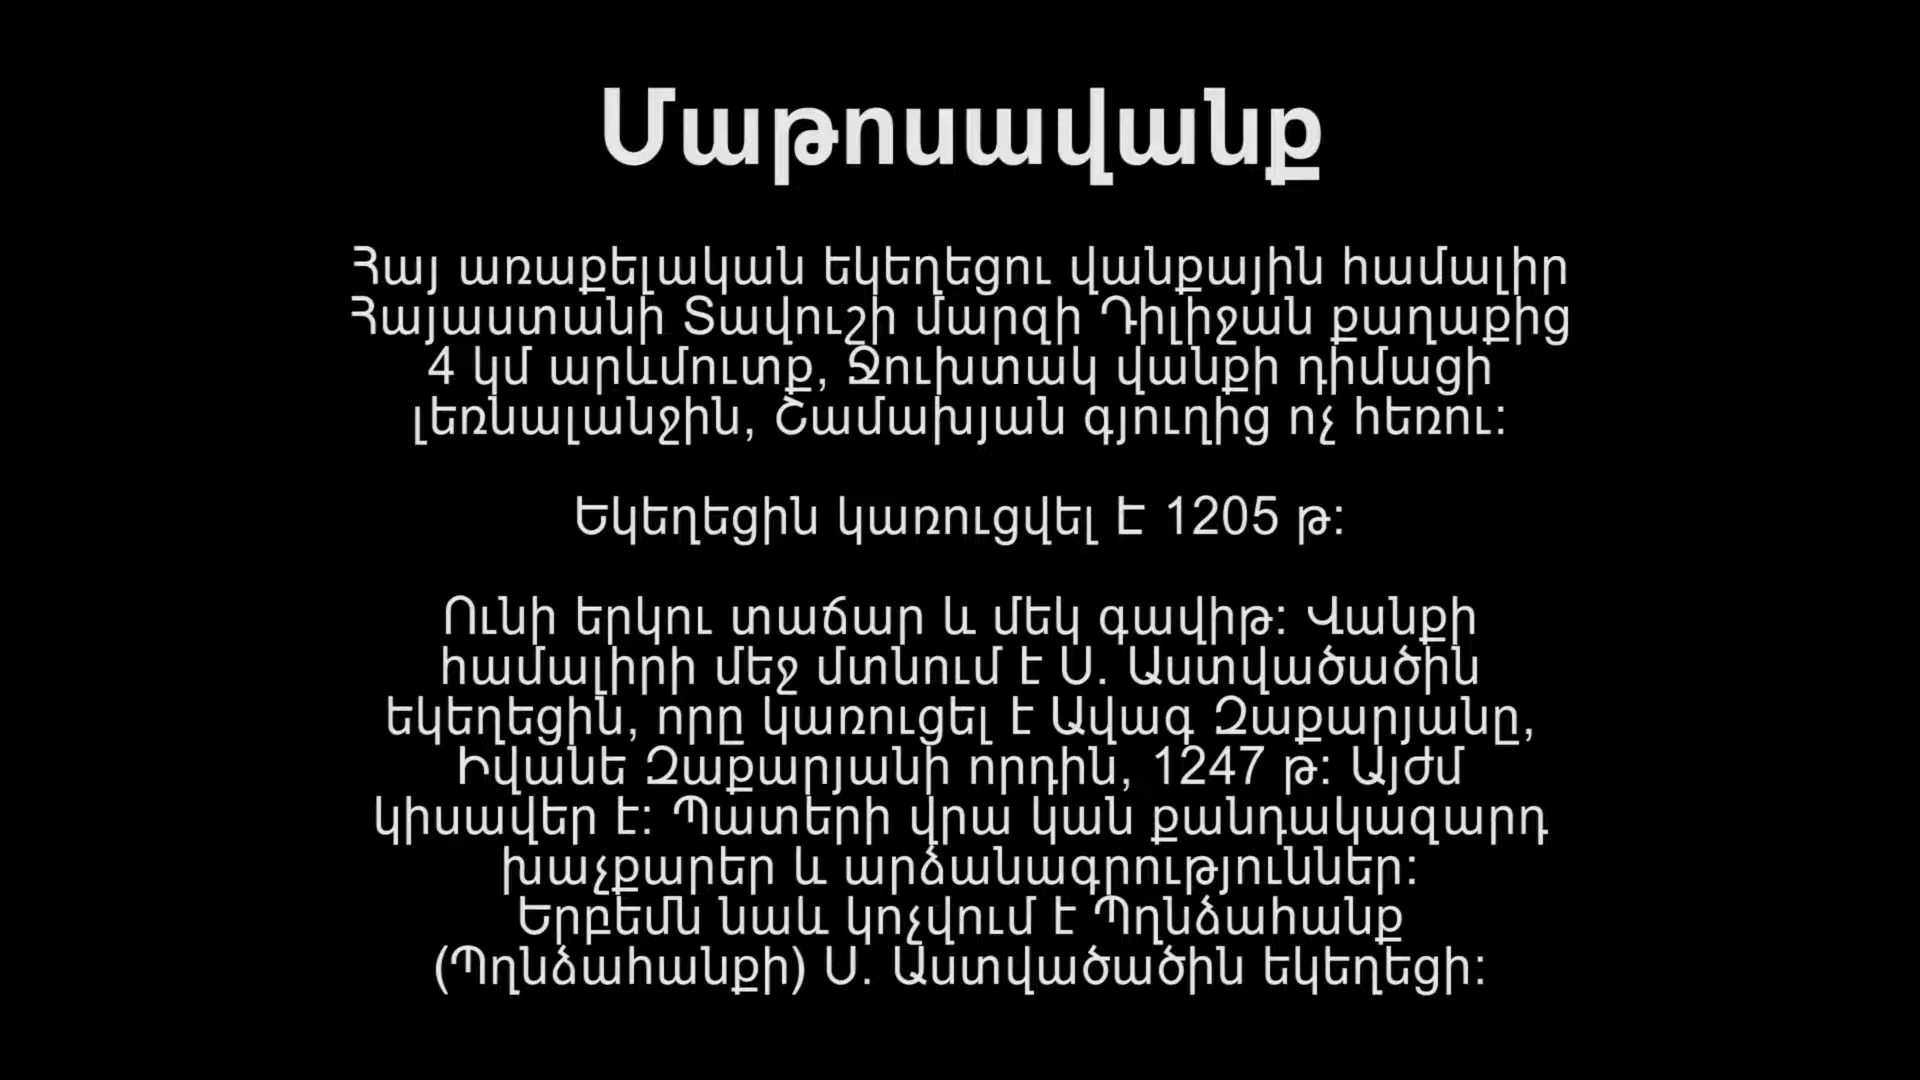 Մաթոսավանք
Հայ առաքելական եկեղեցու վանքային համալիր
Հայաստանի Տավուշի մարզի Դիլիջան քաղաքից
4 կմ արևմուտք, Ջուխտակ վանքի դիմացի
լեռնալանջին, Շամախյան գյուղից ոչ հեռու:
Եկեղեցին կառուցվել է 1205 թ:
Ունի երկու տաճար և մեկ գավիթ: Վանքի
համալիրի մեջ մտնում է Ս. Աստվածածին
եկեղեցին, որը կառուցել է Ավագ Զաքարյանը,
Իվանե Զաքարյանի որդին, 1247 թ: Այժմ
կիսավեր է: Պատերի վրա կան քանդակազարդ
խաչքարեր և արձանագրություններ:
Երբեմն նաև կոչվում է Պղնձահանք
(Պղնձահանքի) Ս. Աստվածածին եկեղեցի: